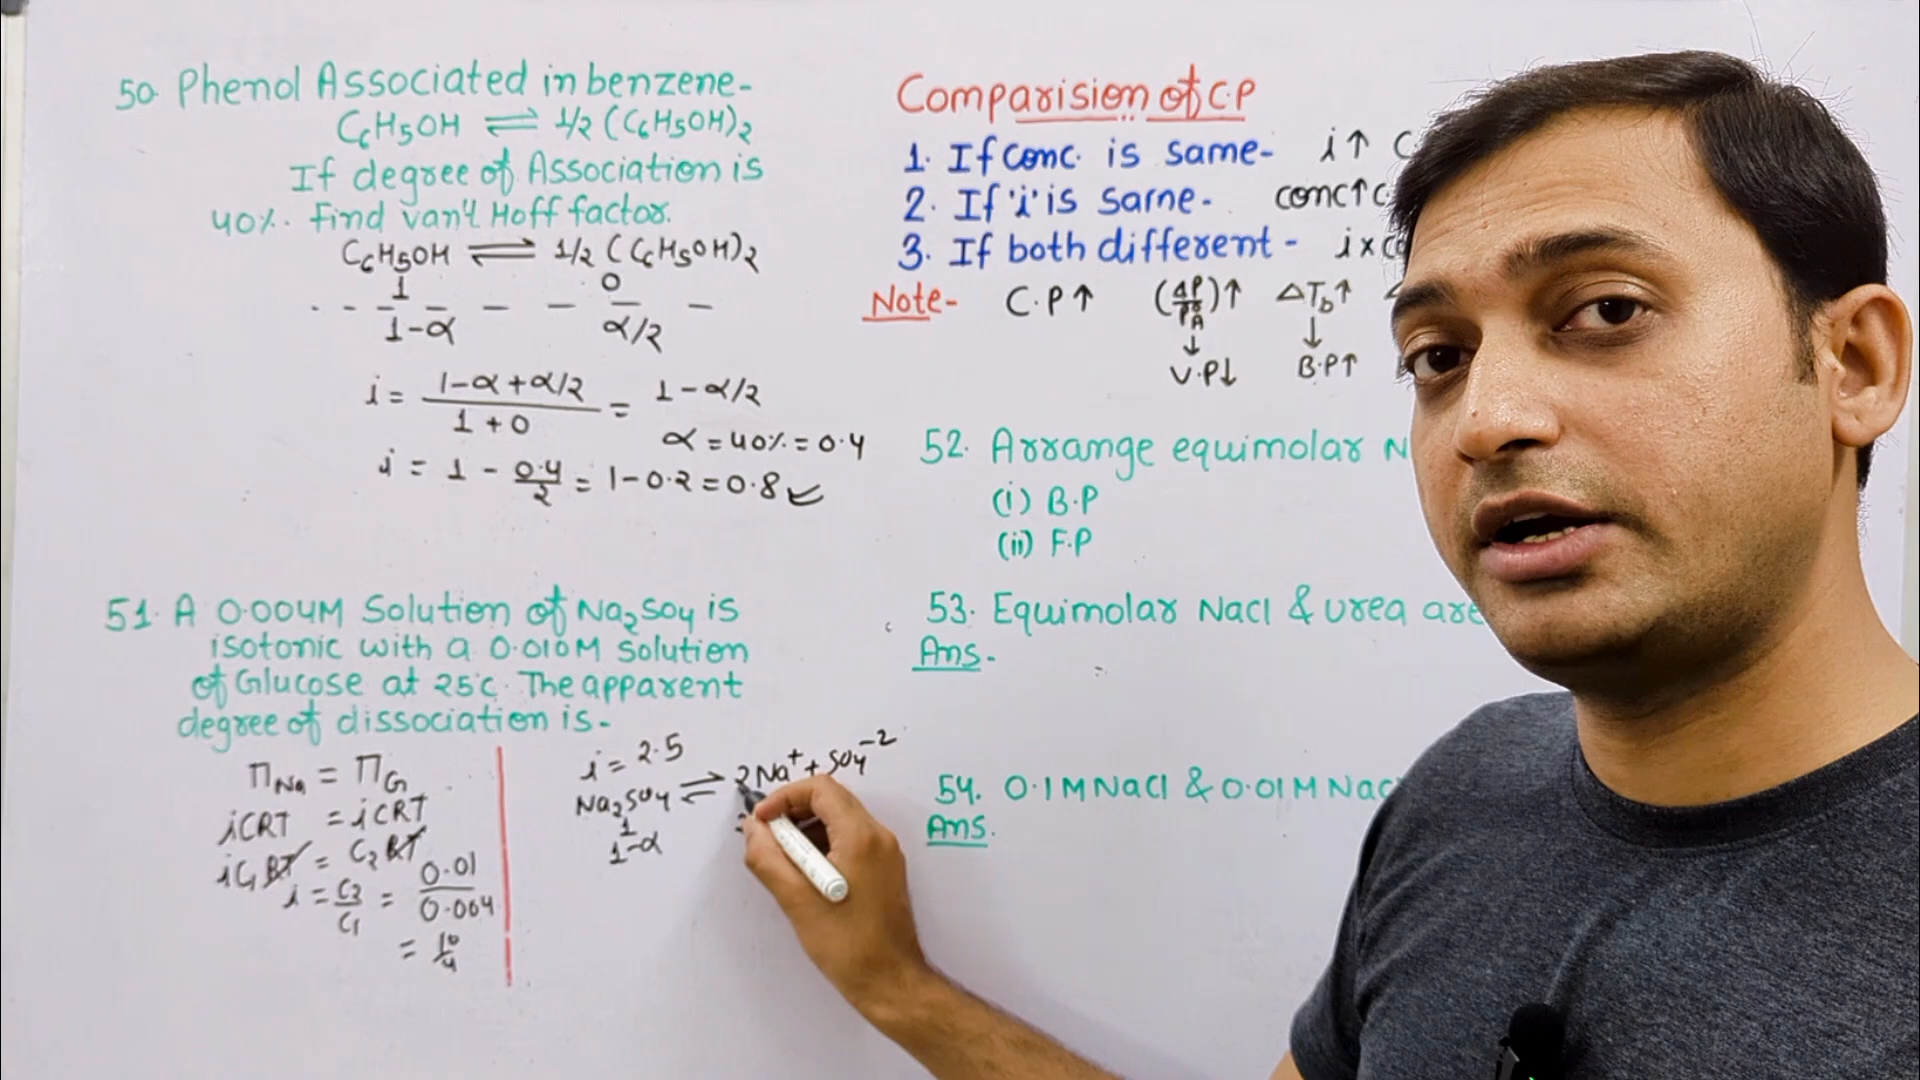 50. Phenol Associated in benzene-
C₆H₅OH ⇌ 1/2 (C₆H₅OH)₂
If degree of Association is
40%. Find van't Hoff factor.
C₆H₅OH ⇌ 1/2 (C₆H₅OH)₂
1 0
1-α α/2
i = (1-α+α/2)/(1+0) = 1-α/2
α = 40% = 0.4
i = 1 - 0.4/2 = 1-0.2 = 0.8
51. A 0.004M Solution of Na₂SO₄ is
isotonic with a 0.010M solution
of Glucose at 25°C. The apparent
degree of dissociation is-
π_Na = π_G
iCRT = iCRT
iC₁RT = C₂RT
i = C₂/C₁ = 0.01/0.004
= 10/4
i = 2.5
Na₂SO₄ ⇌ 2Na⁺ + SO₄⁻²
1
1-α
Comparision of C.P
1. If conc. is same- i↑ C
2. If 'i' is same- conc↑ C
3. If both different - i×
Note- C.P↑ (ΔP/P°A)↑ ΔTb↑
↓ ↓
V.P↓ B.P↑
52. Arrange equimolar N
(i) B.P
(ii) F.P
53. Equimolar NaCl & urea are
Ans-
54. 0.1M NaCl & 0.01M
Ans.